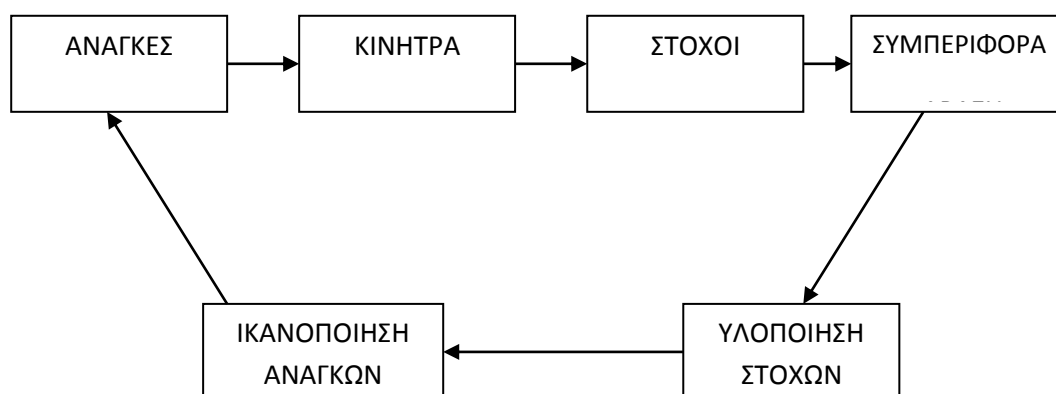 ΑΝΑΓΚΕΣ
ΚΙΝΗΤΡΑ
ΣΤΟΧΟΙ
ΣΥΜΠΕΡΙΦΟΡΑ
ΙΚΑΝΟΠΟΙΗΣΗ
ΑΝΑΓΚΩΝ
ΥΛΟΠΟΙΗΣΗ
ΣΤΟΧΩΝ